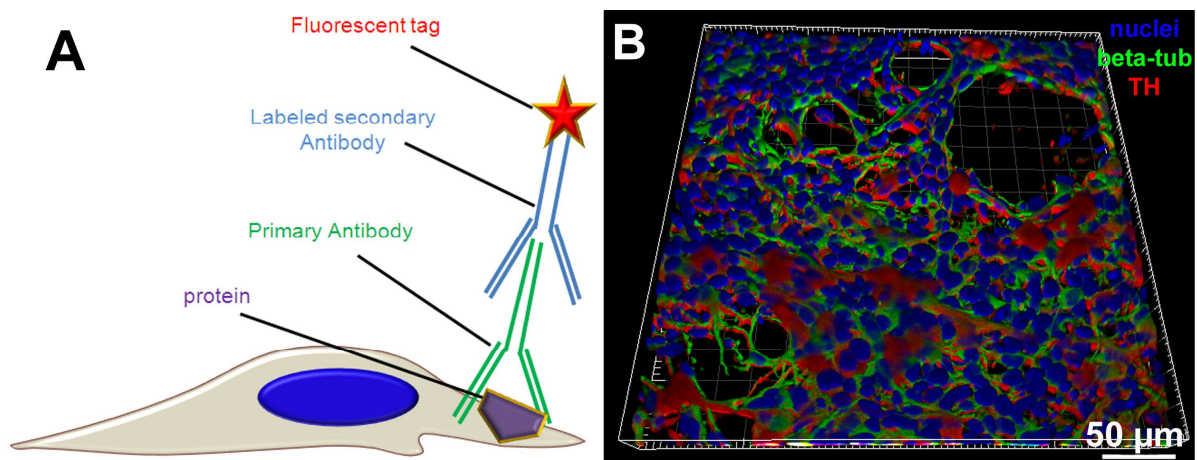 A
Fluorescent tag
Labeled secondary
Antibody
Primary Antibody
protein
B
nuclei
beta-tub
TH
50 µm